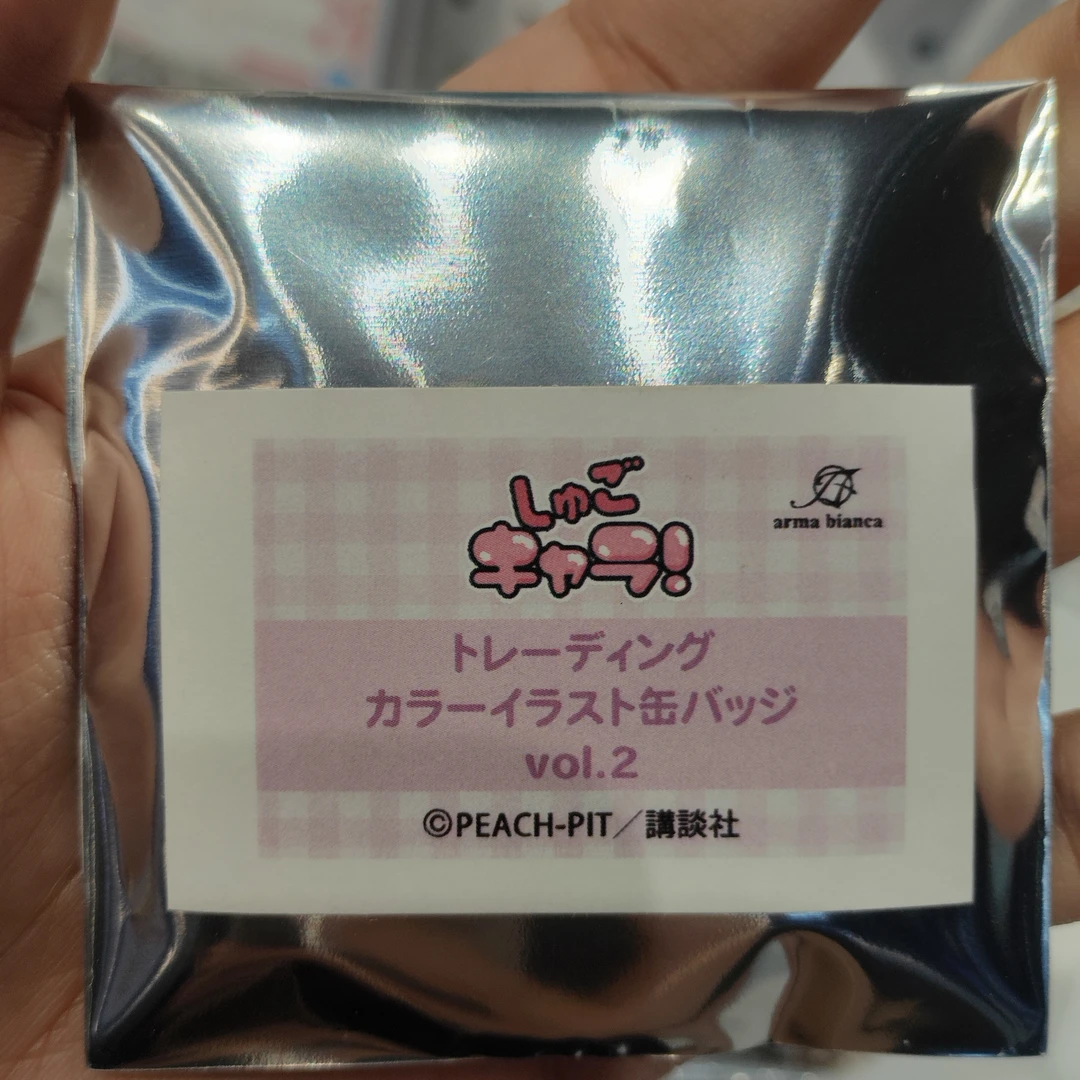 しゅご
キャラ!
arma bianca
トレーディング
カラーイラスト缶バッジ
vol.2
©PEACH-PIT／講談社